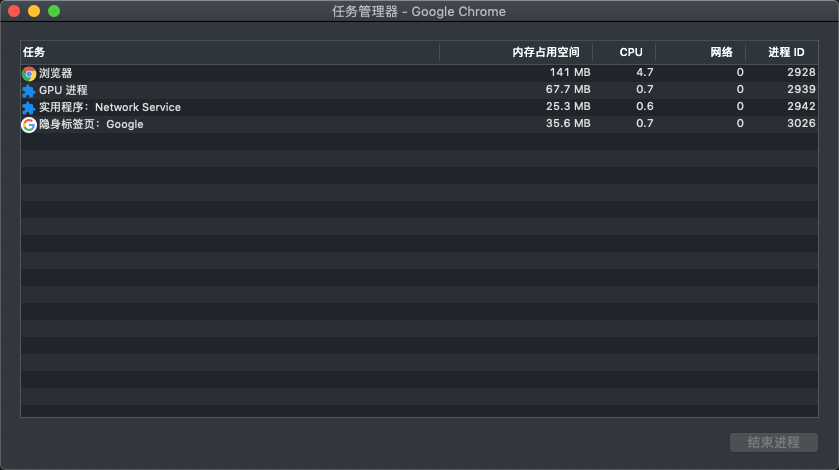 任务管理器 - Google Chrome
任务 内存占用空间 CPU 网络 进程 ID
浏览器 141 MB 4.7 0 2928
GPU 进程 67.7 MB 0.7 0 2939
实用程序：Network Service 25.3 MB 0.6 0 2942
隐身标签页：Google 35.6 MB 0.7 0 3026
结束进程